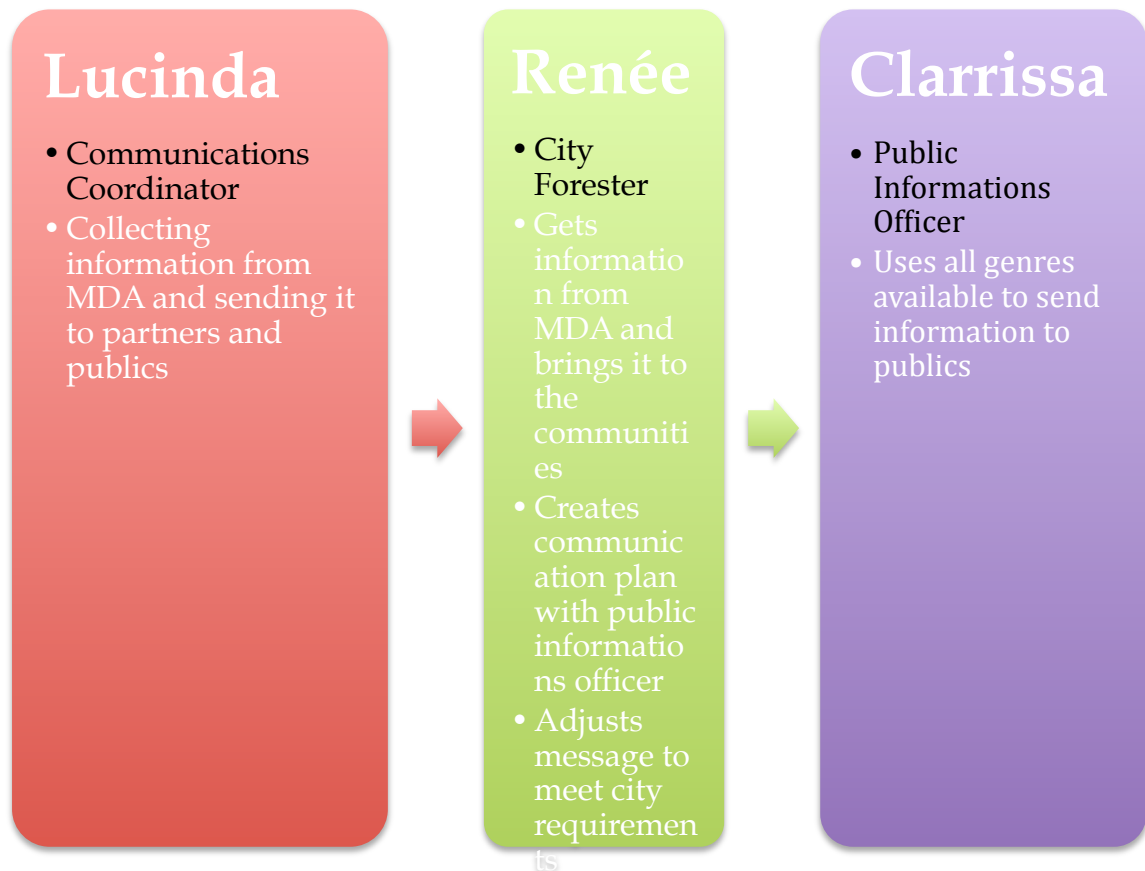 Lucinda
• Communications
Coordinator
• Collecting
information from
MDA and sending it
to partners and
publics
Renée
• City
Forester
• Gets
informatio
n from
MDA and
brings it to
the
communiti
es
• Creates
communic
ation plan
with public
informatio
ns officer
• Adjusts
message to
meet city
requiremen
ts
Clarrissa
• Public
Informations
Officer
• Uses all genres
available to send
information to
publics